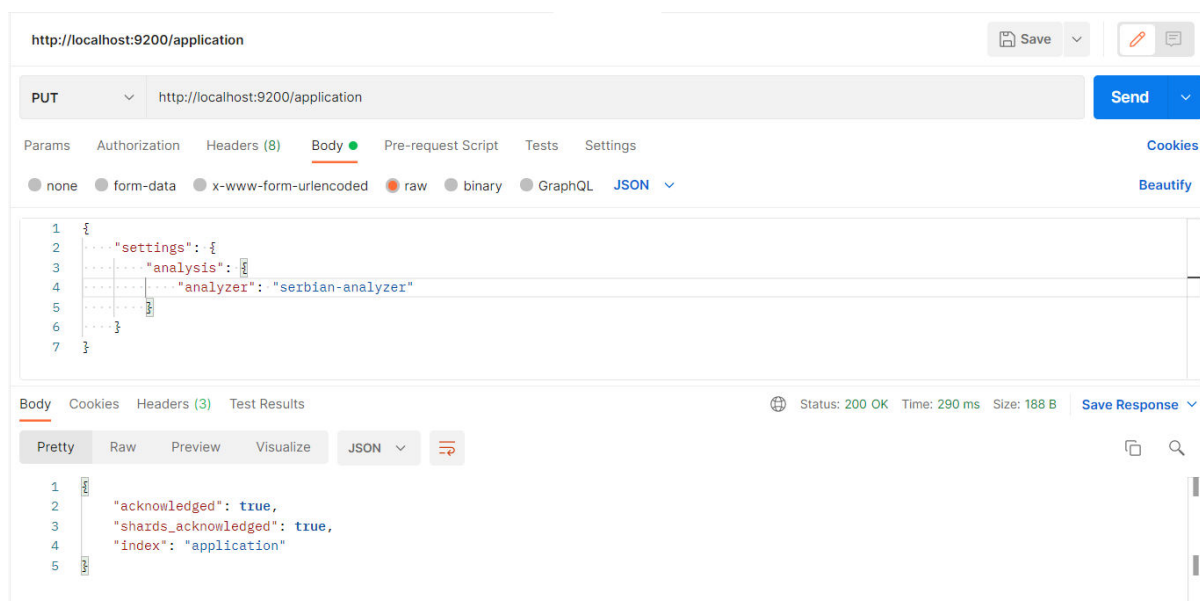 http://localhost:9200/application Save
PUT http://localhost:9200/application Send
Params Authorization Headers (8) Body Pre-request Script Tests Settings Cookies
none form-data x-www-form-urlencoded raw binary GraphQL JSON Beautify
1 {
2 "settings": {
3 "analysis": {
4 "analyzer": "serbian-analyzer"
5 }
6 }
7 }
Body Cookies Headers (3) Test Results Status: 200 OK Time: 290 ms Size: 188 B Save Response
Pretty Raw Preview Visualize JSON
1 {
2 "acknowledged": true,
3 "shards_acknowledged": true,
4 "index": "application"
5 }